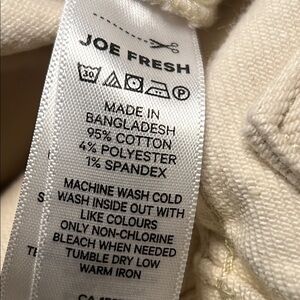 JOE FRESH
30 P
MADE IN
BANGLADESH
95% COTTON
4% POLYESTER
1% SPANDEX
MACHINE WASH COLD
WASH INSIDE OUT WITH
LIKE COLOURS
ONLY NON-CHLORINE
BLEACH WHEN NEEDED
TUMBLE DRY LOW
WARM IRON